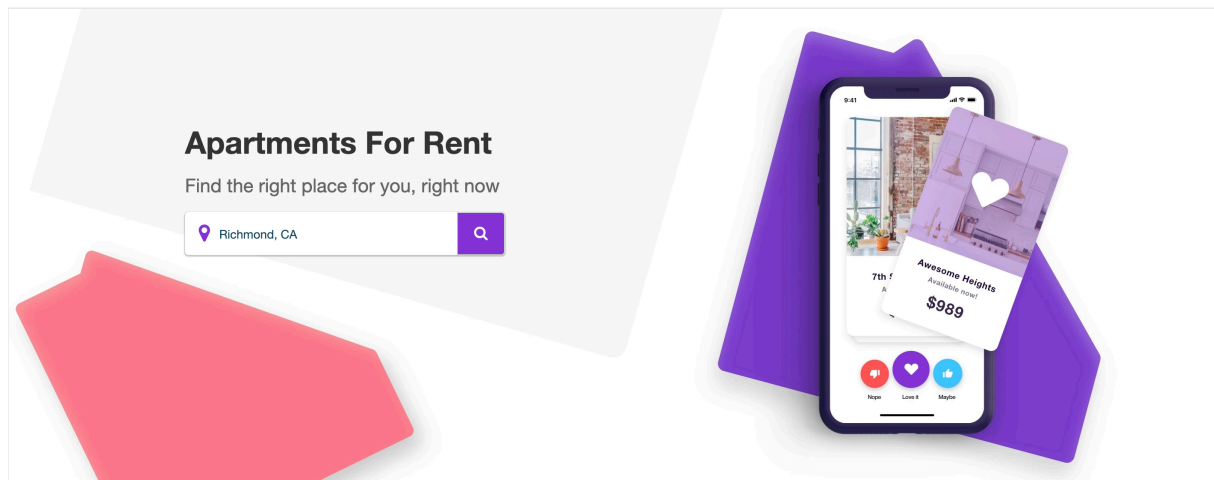 Apartments For Rent
Find the right place for you, right now
Richmond, CA
9:41
7th
Awesome Heights
Available now!
$989
Nope
Love it
Maybe